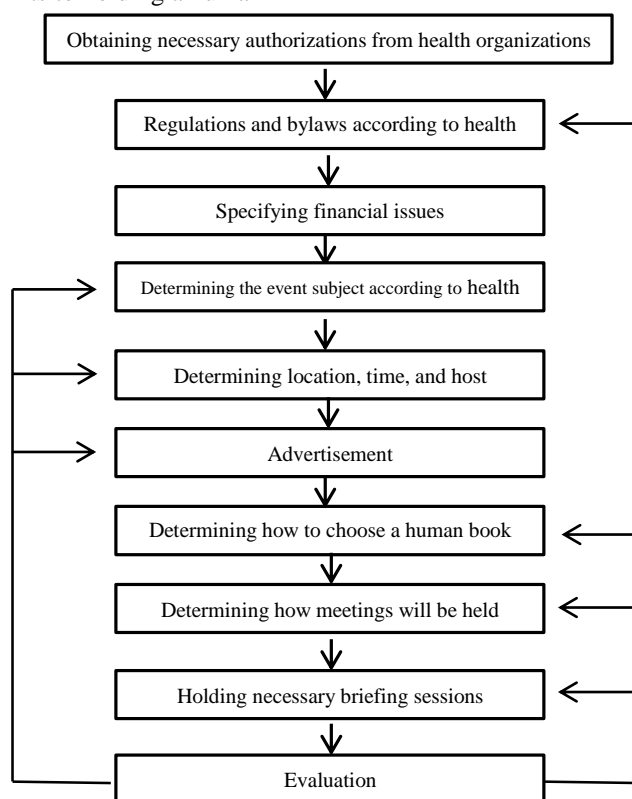 Obtaining necessary authorizations from health organizations
Regulations and bylaws according to health
Specifying financial issues
Determining the event subject according to health
Determining location, time, and host
Advertisement
Determining how to choose a human book
Determining how meetings will be held
Holding necessary briefing sessions
Evaluation